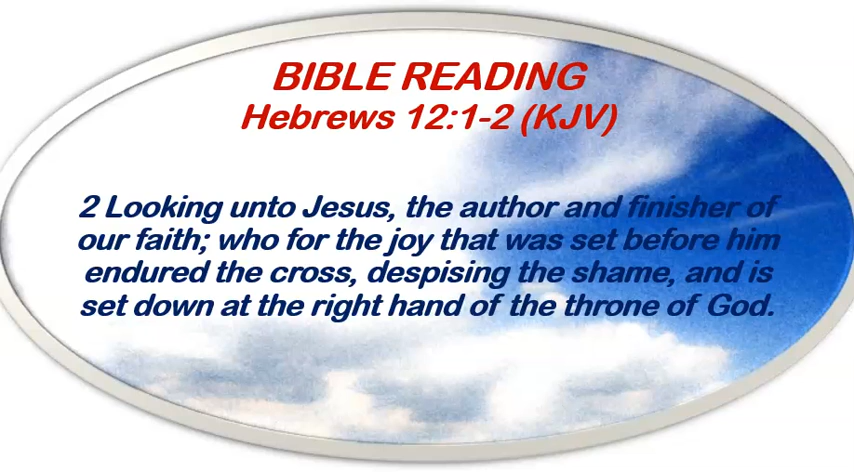 BIBLE READING
Hebrews 12:1-2 (KJV)
2 Looking unto Jesus, the author and finisher of
our faith; who for the joy that was set before him
endured the cross, despising the shame, and is
set down at the right hand of the throne of God.